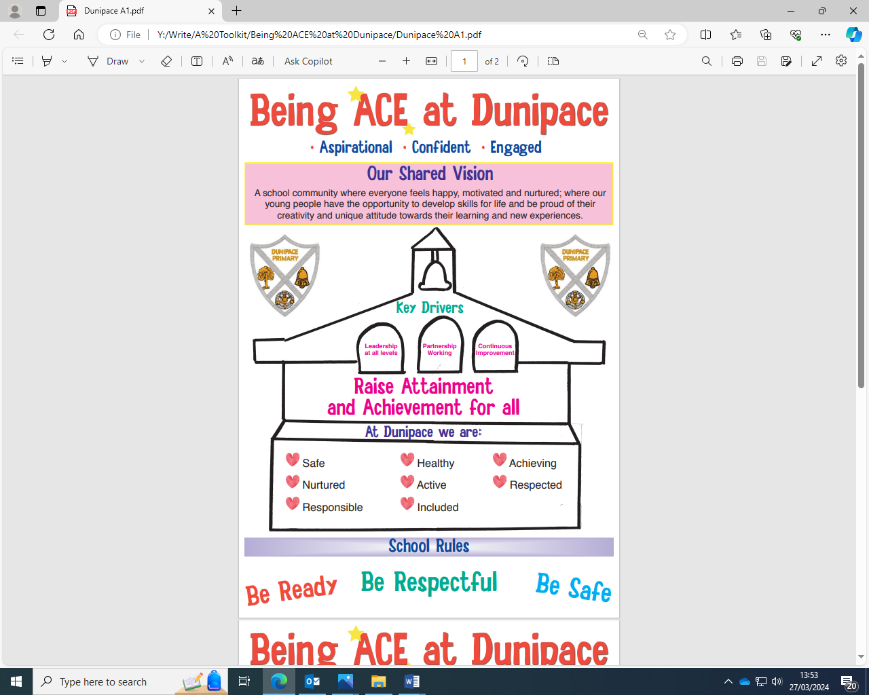 Dunipace A1.pdf
File
Y:/Write/A%20Toolkit/Being%20ACE%20at%20Dunipace/Dunipace%20A1.pdf
Draw
Ask Copilot
1
of 2
Being ACE at Dunipace
• Aspirational • Confident • Engaged
Our Shared Vision
A school community where everyone feels happy, motivated and nurtured; where our
young people have the opportunity to develop skills for life and be proud of their
creativity and unique attitude towards their learning and new experiences.
DUNIPACE
PRIMARY
DUNIPACE
PRIMARY
Key Drivers
Leadership
at all levels
Partnership
Working
Continuous
Improvement
Raise Attainment
and Achievement for all
At Dunipace we are:
Safe
Healthy
Achieving
Nurtured
Active
Respected
Responsible
Included
School Rules
Be Ready
Be Respectful
Be Safe
Being ACE at Dunipace
Type here to search
13:53
27/03/2024
20